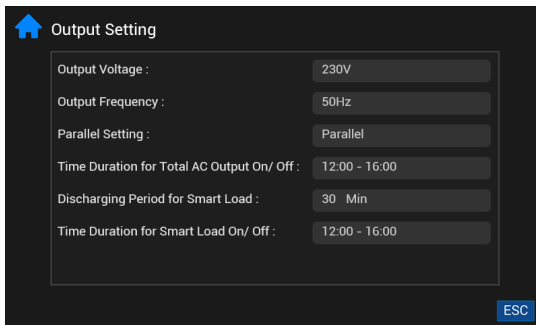 Output Setting
Output Voltage : 230V
Output Frequency : 50Hz
Parallel Setting : Parallel
Time Duration for Total AC Output On/ Off : 12:00 - 16:00
Discharging Period for Smart Load : 30 Min
Time Duration for Smart Load On/ Off : 12:00 - 16:00
ESC